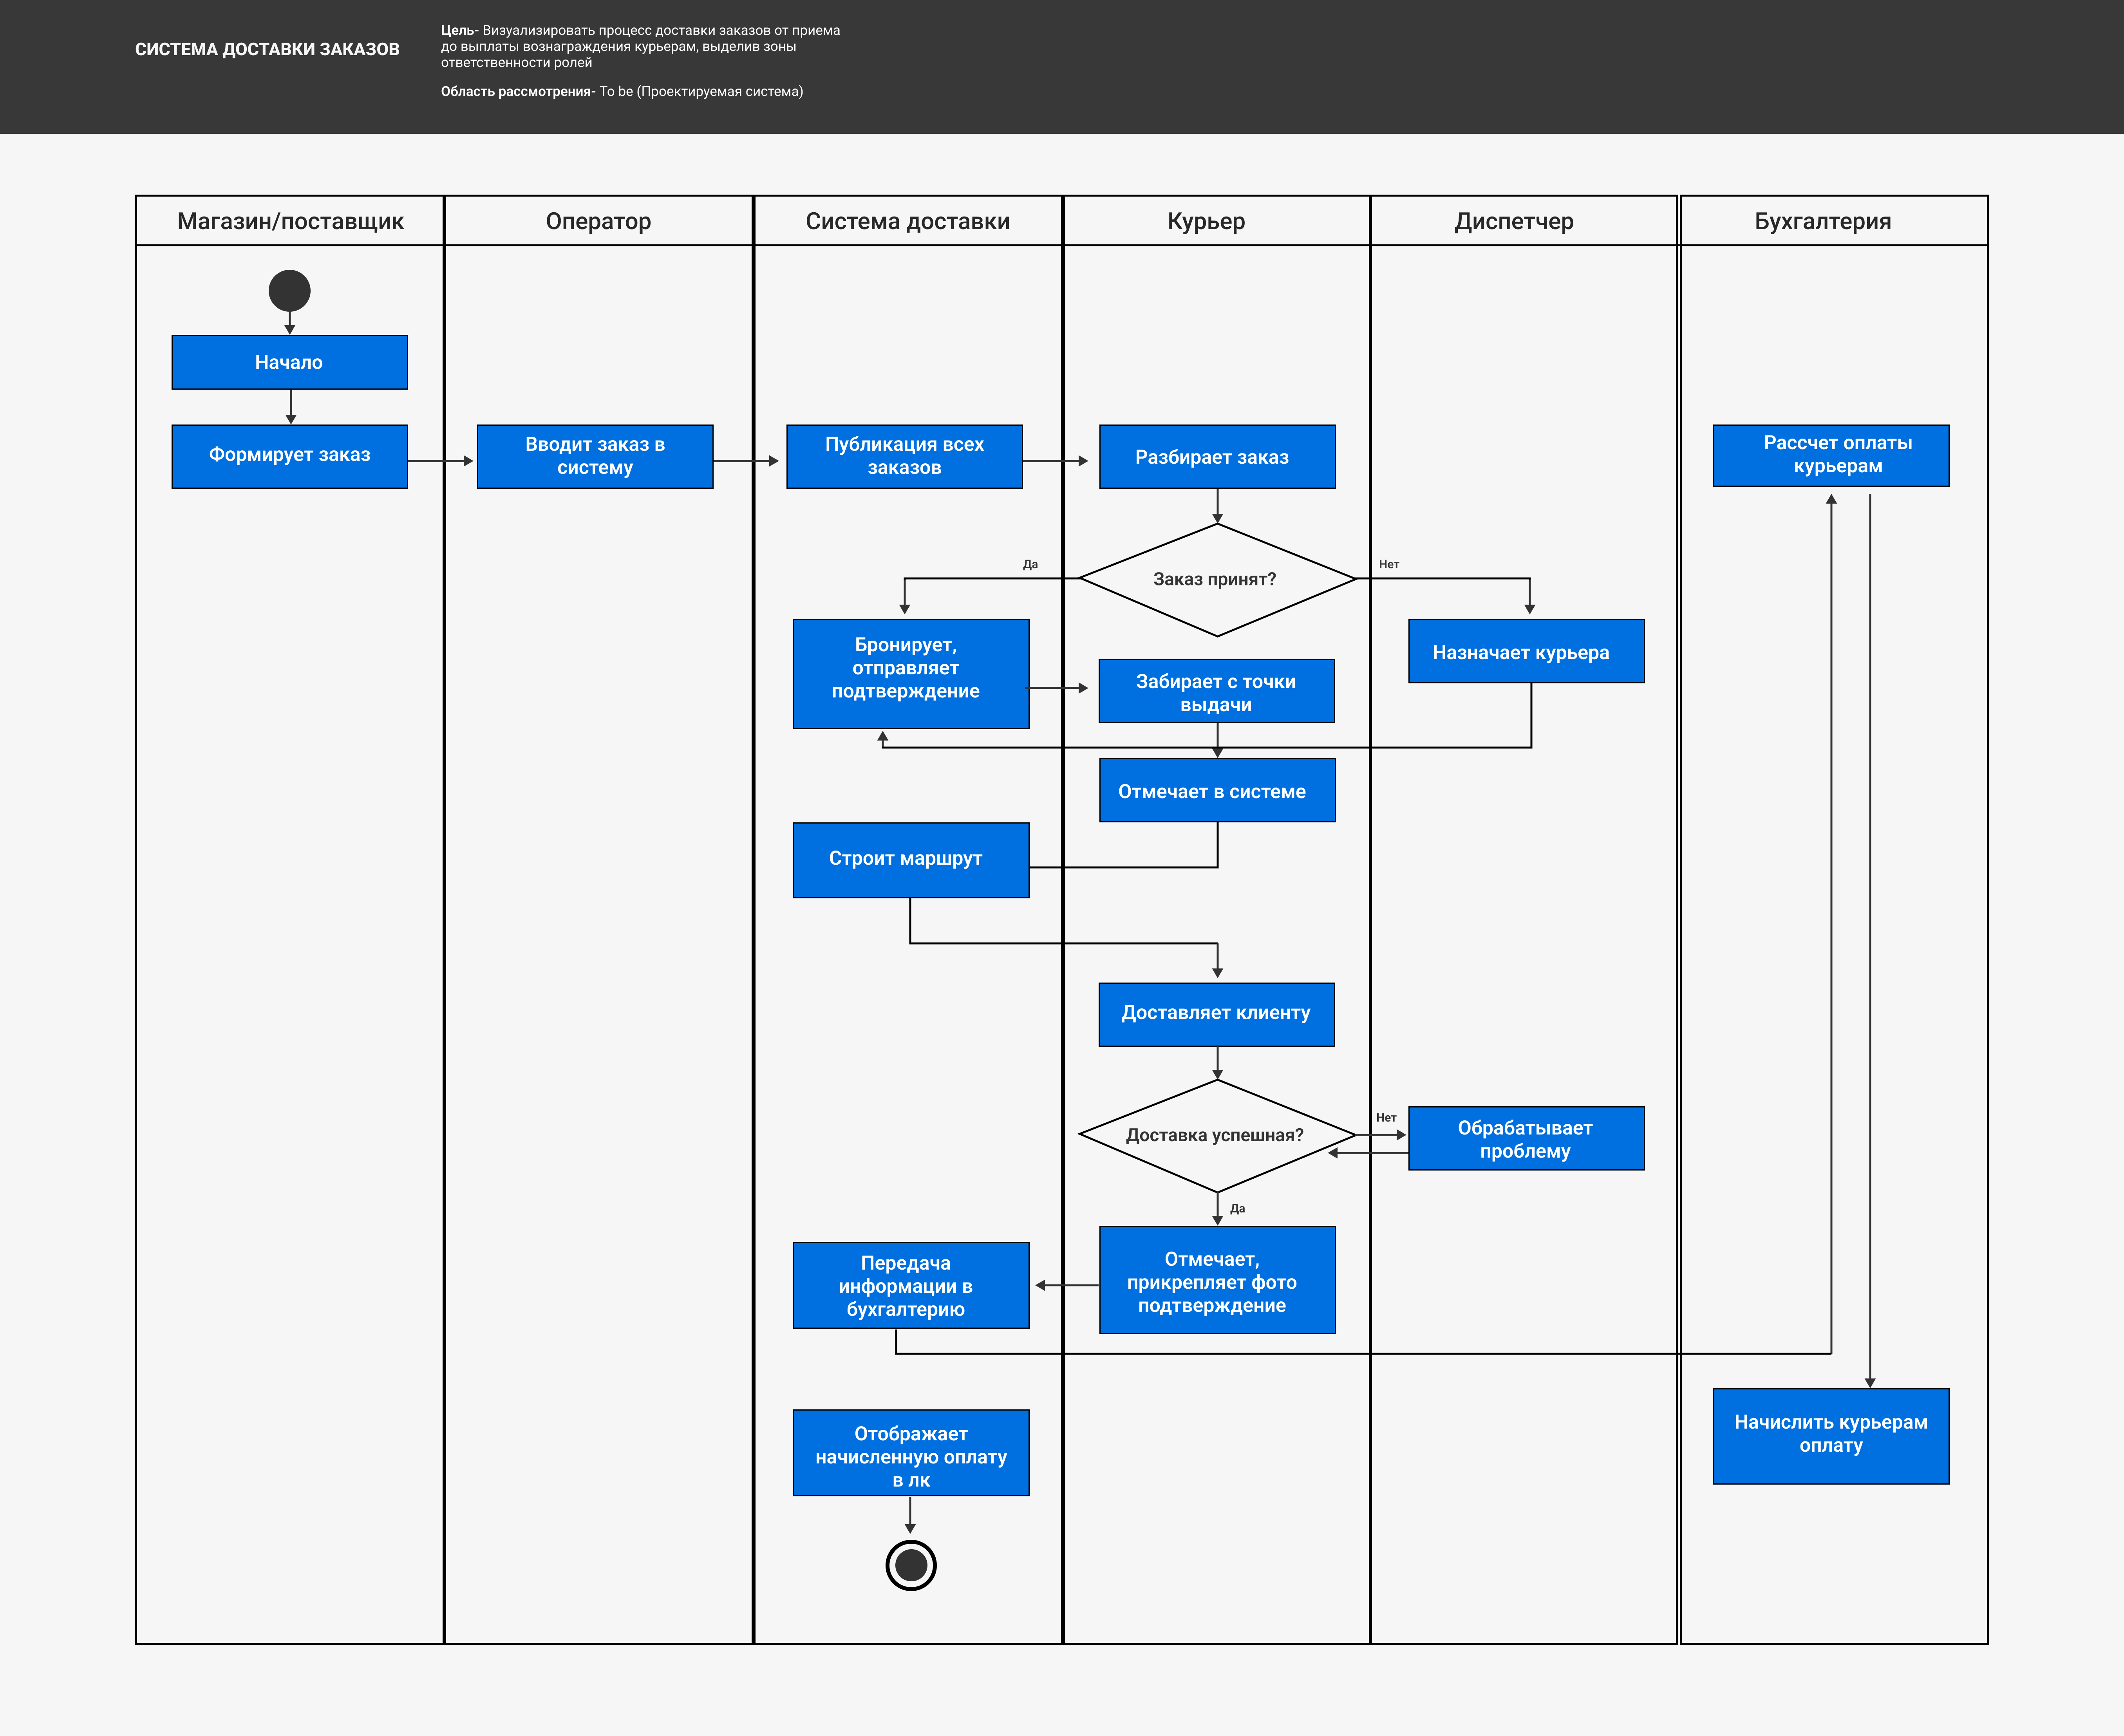 СИСТЕМА ДОСТАВКИ ЗАКАЗОВ
Цель- Визуализировать процесс доставки заказов от приема
до выплаты вознаграждения курьерам, выделив зоны
ответственности ролей
Область рассмотрения- To be (Проектируемая система)
Магазин/поставщик
Оператор
Система доставки
Курьер
Диспетчер
Бухгалтерия
Начало
Формирует заказ
Вводит заказ в
систему
Публикация всех
заказов
Разбирает заказ
Рассчет оплаты
курьерам
Да
Заказ принят?
Нет
Бронирует,
отправляет
подтверждение
Забирает с точки
выдачи
Назначает курьера
Отмечает в системе
Строит маршрут
Доставляет клиенту
Доставка успешная?
Нет
Обрабатывает
проблему
Да
Передача
информации в
бухгалтерию
Отмечает,
прикрепляет фото
подтверждение
Отображает
начисленную оплату
в лк
Начислить курьерам
оплату